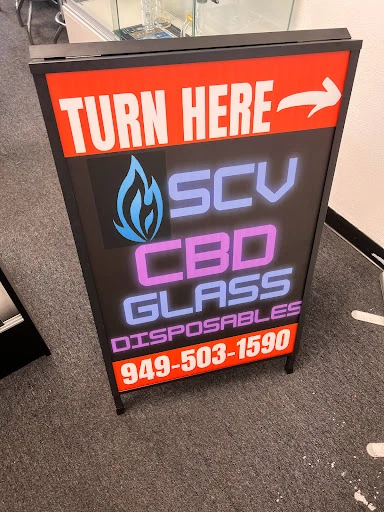 TURN HERE
SCV
CBD
GLASS
DISPOSABLES
949-503-1590